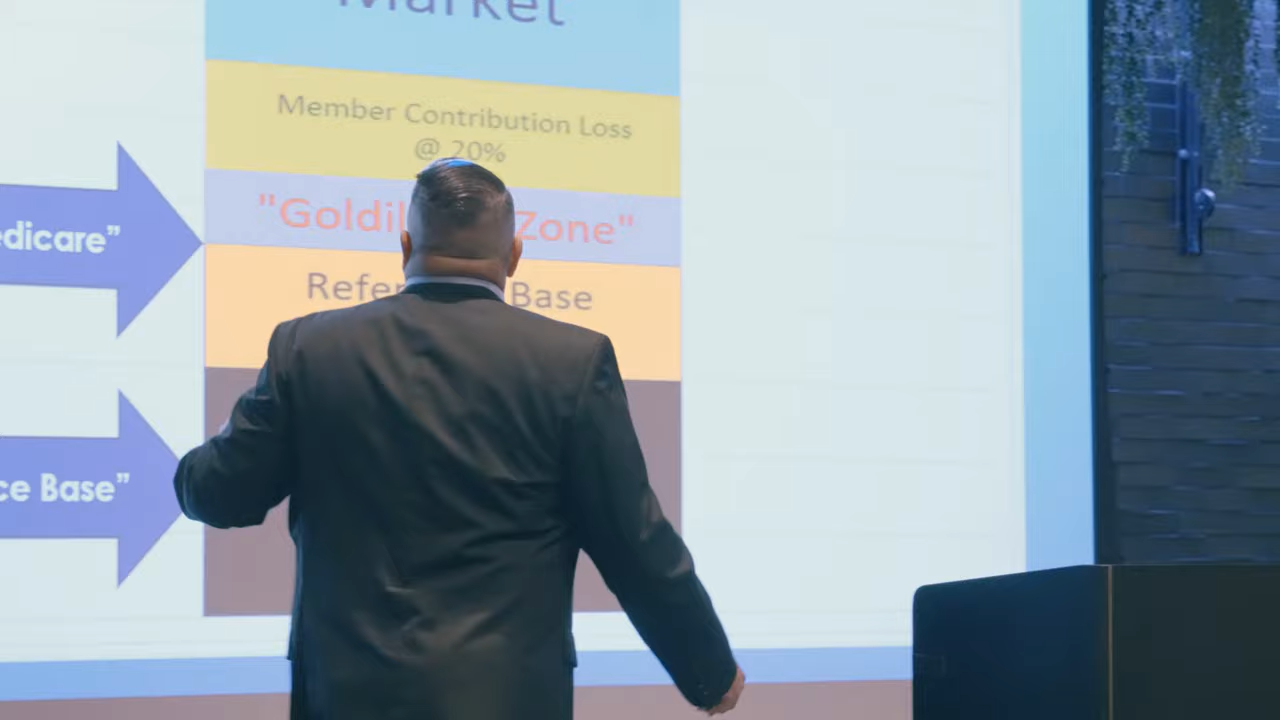 Market
Member Contribution Loss
@ 20%
"Goldil Zone"
Refer Base
edicare”
ce Base”